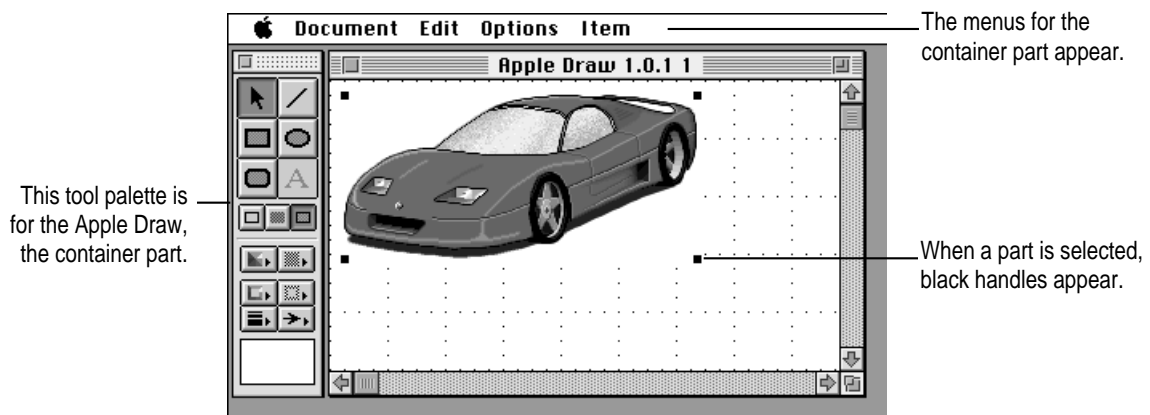 Document Edit Options Item
The menus for the
container part appear.
Apple Draw 1.0.1 1
A
This tool palette is
for the Apple Draw,
the container part.
When a part is selected,
black handles appear.